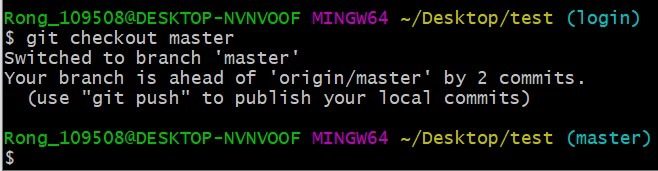 Rong_109508@DESKTOP-NVNVOOF MINGW64 ~/Desktop/test (login)
$ git checkout master
Switched to branch 'master'
Your branch is ahead of 'origin/master' by 2 commits.
  (use "git push" to publish your local commits)
Rong_109508@DESKTOP-NVNVOOF MINGW64 ~/Desktop/test (master)
$